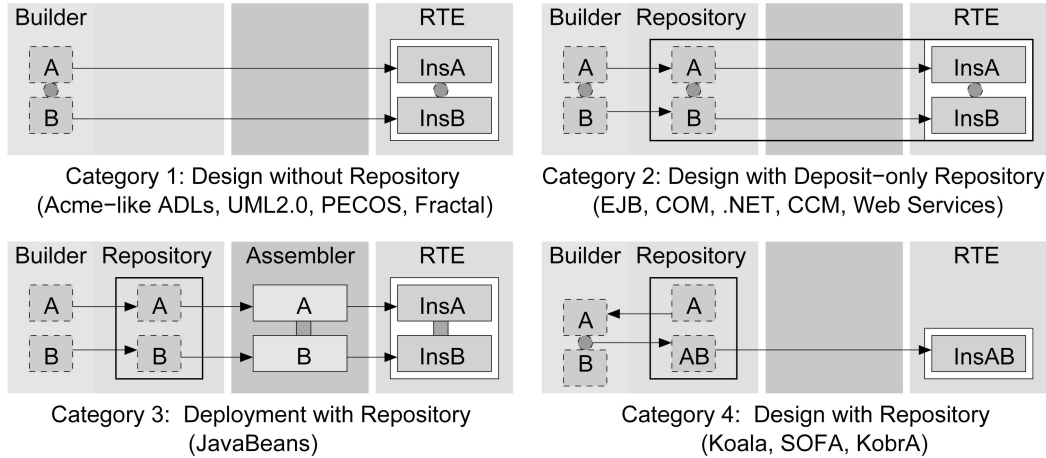 Builder RTE
A InsA
B InsB
Category 1: Design without Repository
(Acme−like ADLs, UML2.0, PECOS, Fractal)
Builder Repository RTE
A A InsA
B B InsB
Category 2: Design with Deposit−only Repository
(EJB, COM, .NET, CCM, Web Services)
Builder Repository Assembler RTE
A A A InsA
B B B InsB
Category 3: Deployment with Repository
(JavaBeans)
Builder Repository RTE
A A
B AB InsAB
Category 4: Design with Repository
(Koala, SOFA, KobrA)